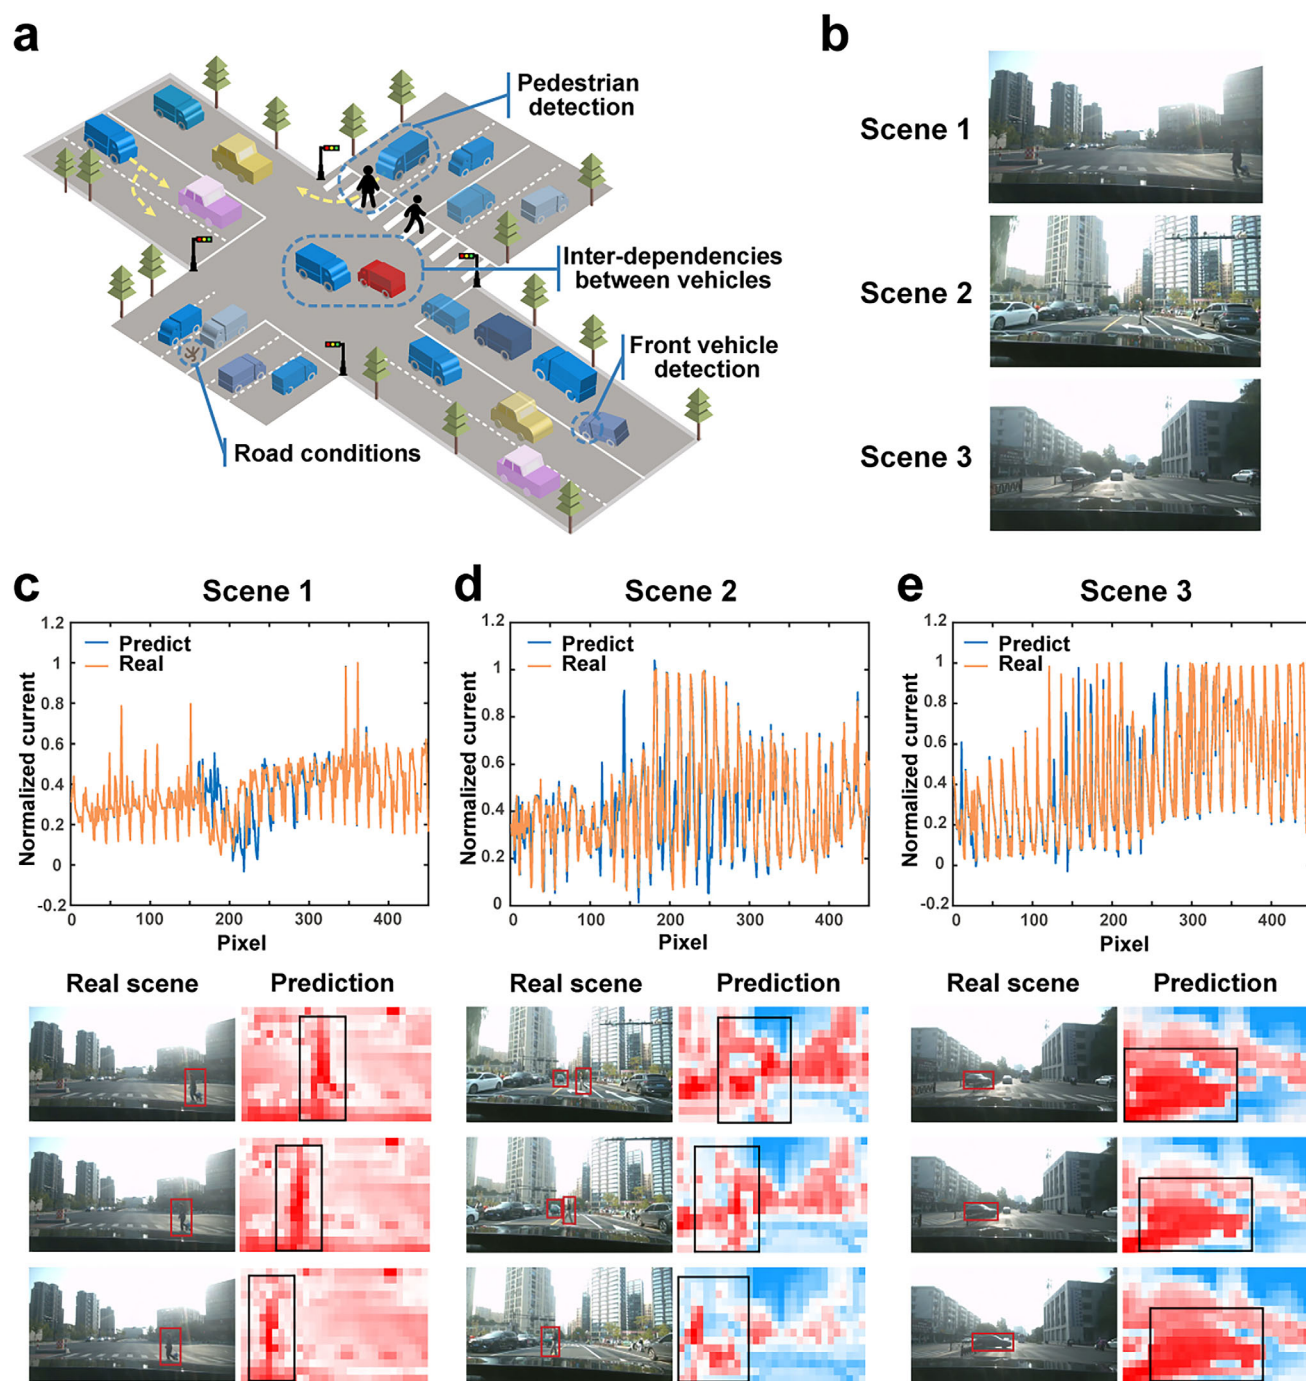 a
b
Pedestrian
detection
Inter-dependencies
between vehicles
Front vehicle
detection
Road conditions
Scene 1
Scene 2
Scene 3
c
Scene 1
1.2
1
0.8
0.6
0.4
0.2
0
-0.2
Normalized current
Predict
Real
0
100
200
300
400
Pixel
d
Scene 2
1.2
1
0.8
0.6
0.4
0.2
0
Normalized current
Predict
Real
0
100
150
200
300
400
Pixel
e
Scene 3
1.2
1
0.8
0.6
0.4
0.2
0
-0.2
Normalized current
Predict
Real
0
100
200
300
400
Pixel
Real scene
Prediction
Real scene
Prediction
Real scene
Prediction